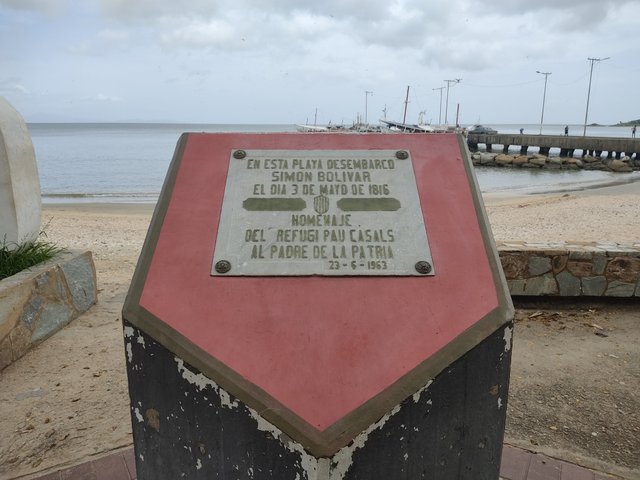 EN ESTA PLAYA DESEMBARCO
SIMON BOLIVAR
EL DIA 3 DE MAYO DE 1816
HOMENAJE
DEL REFUGI PAU CASALS
AL PADRE DE LA PATRIA
23-6-1963